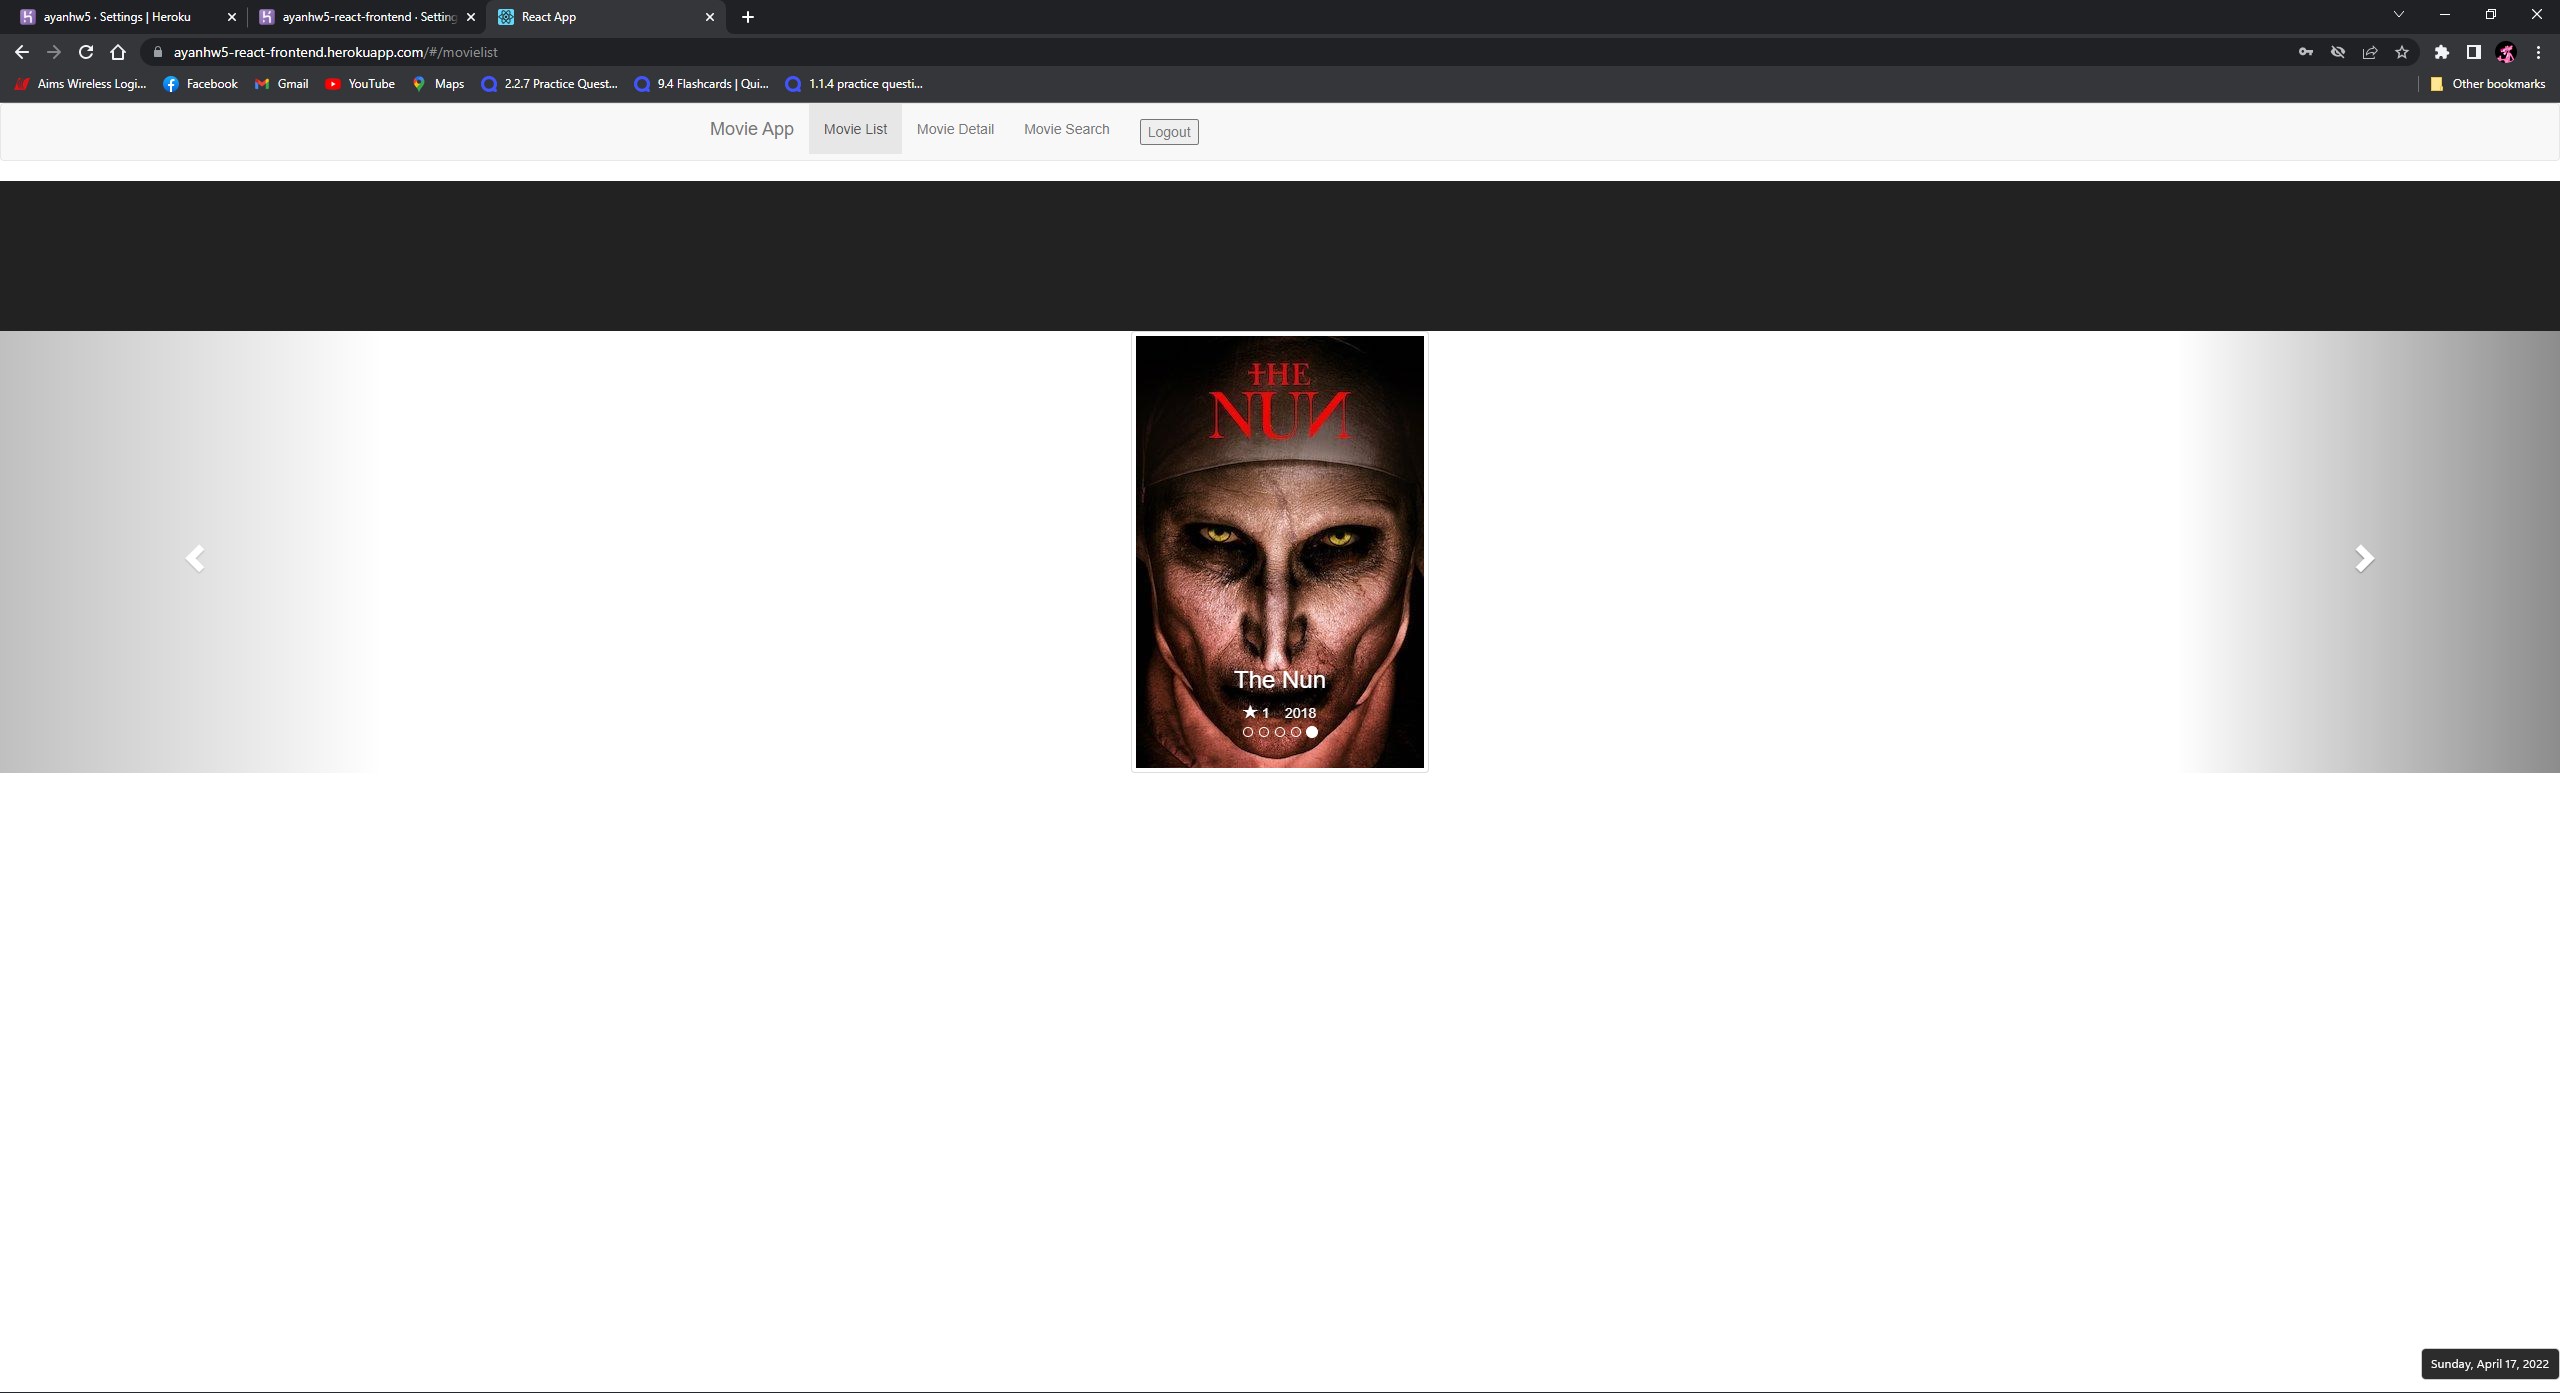 ayanhw5 · Settings | Heroku
ayanhw5-react-frontend · Setting
React App
ayanhw5-react-frontend.herokuapp.com/#/movielist
Aims Wireless Logi...
Facebook
Gmail
YouTube
Maps
2.2.7 Practice Quest...
9.4 Flashcards | Qui...
1.1.4 practice questi...
Other bookmarks
Movie App
Movie List
Movie Detail
Movie Search
Logout
THE
NUN
The Nun
★ 1 2018
Sunday, April 17, 2022